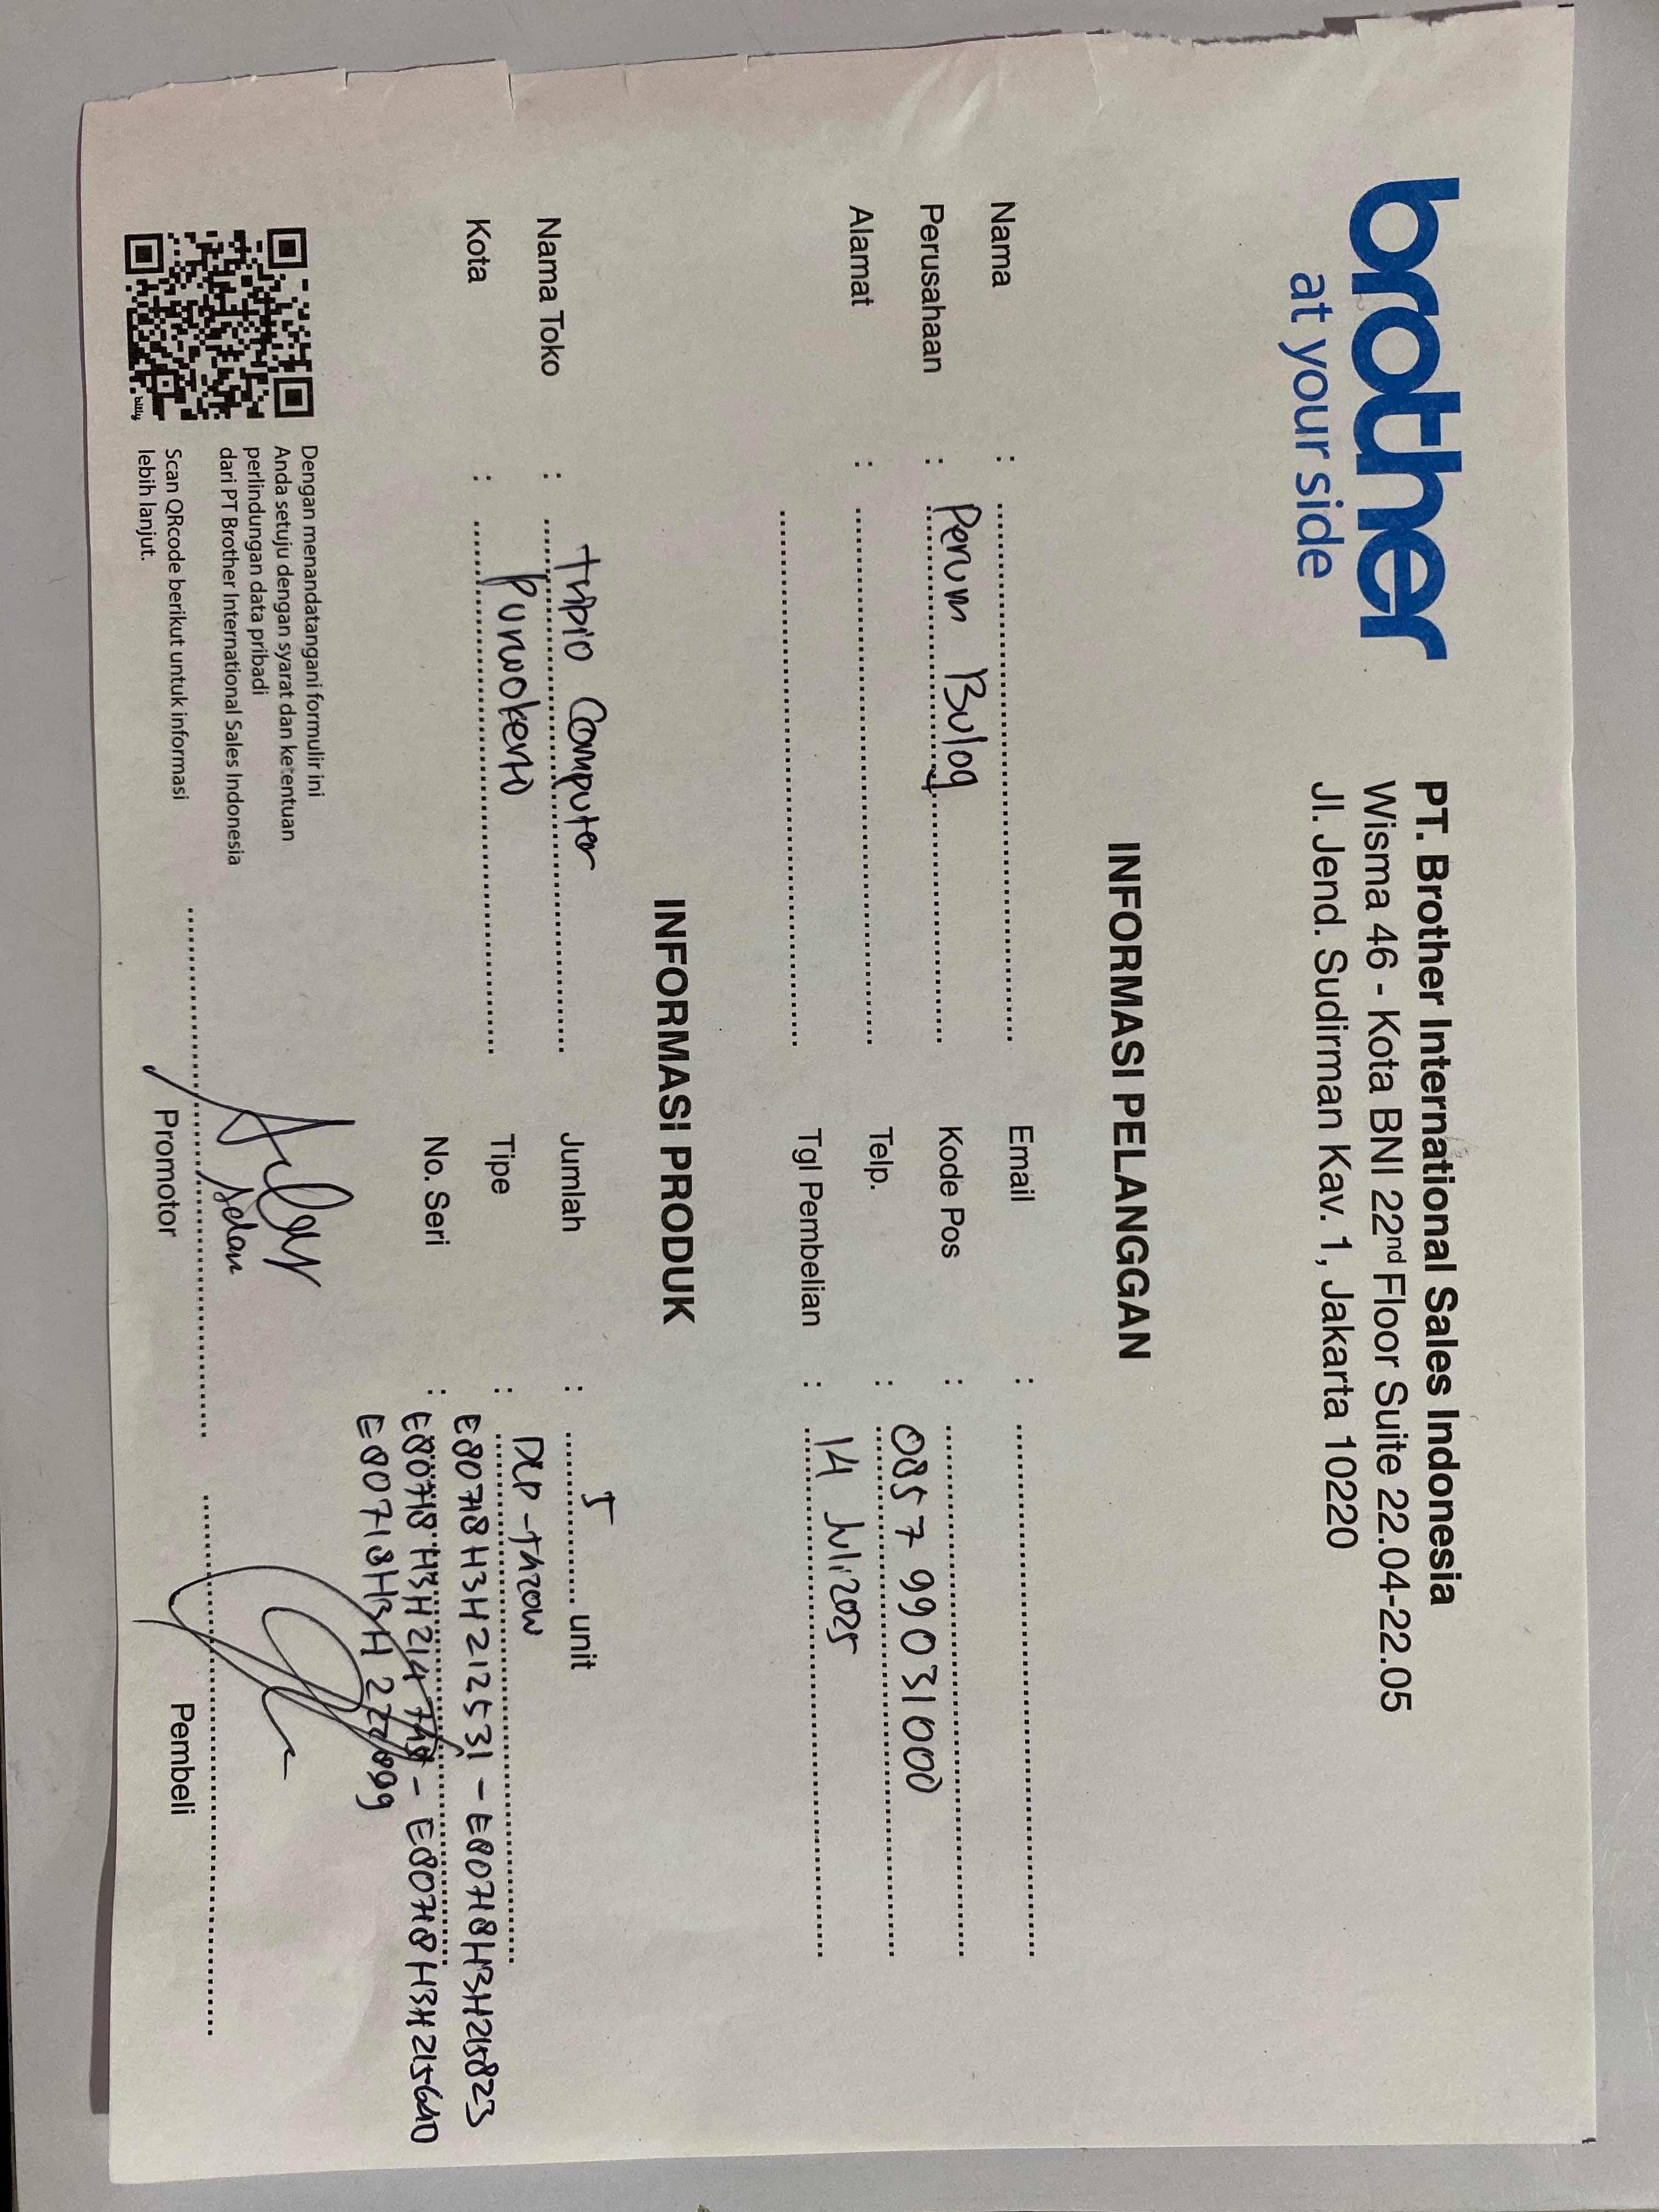 brother
at your side
PT. Brother International Sales Indonesia
Wisma 46 - Kota BNI 22nd Floor Suite 22.04-22.05
Jl. Jend. Sudirman Kav. 1, Jakarta 10220
INFORMASI PELANGGAN
Nama : Email :
Perusahaan : Perum Bulog Kode Pos :
Alamat : Telp. : 0857 99031000
Tgl Pembelian : 14 Juli 2025
INFORMASI PRODUK
Nama Toko : Computer Jumlah : 5 unit
Kota : Purwokerto Tipe : DCP-T420W
No. Seri : E80718H3H212531 - E80718H3H215823
- E80718H3H215640
Dengan menandatangani formulir ini
Anda setuju dengan syarat dan ketentuan
perlindungan data pribadi
dari PT Brother International Sales Indonesia
Scan QRcode berikut untuk informasi
lebih lanjut.
bitly
Promotor
Pembeli